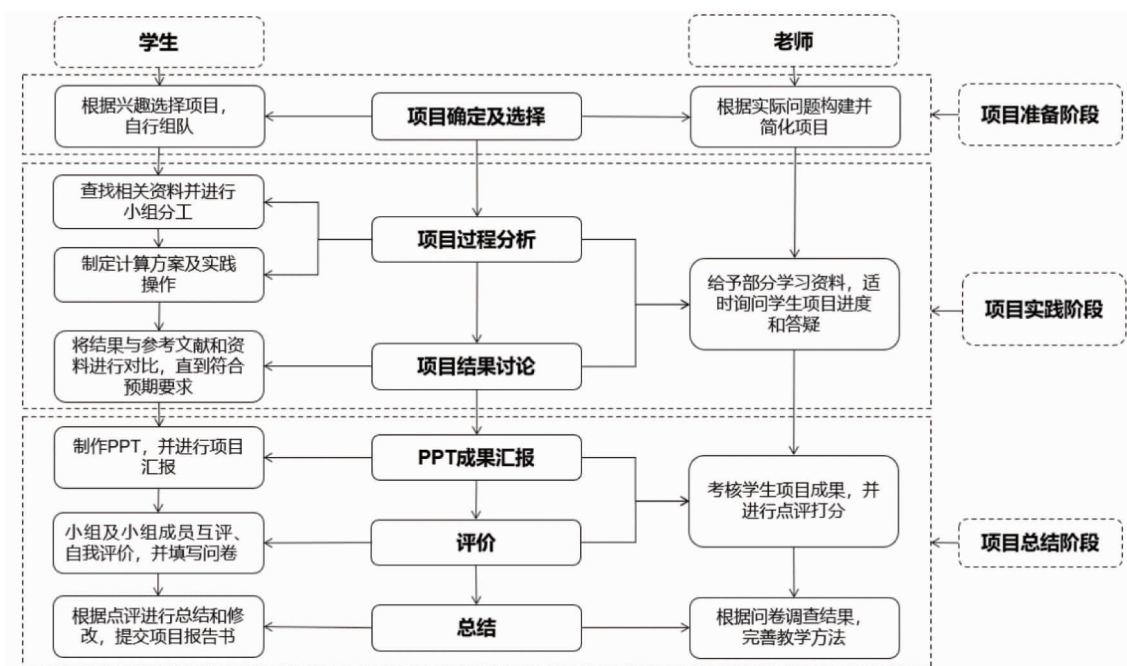 学生
老师
根据兴趣选择项目，
自行组队
项目确定及选择
根据实际问题构建并
简化项目
项目准备阶段
查找相关资料并进行
小组分工
项目过程分析
制定计算方案及实践
操作
给予部分学习资料，适
时询问学生项目进度
和答疑
项目实践阶段
将结果与参考文献和资
料进行对比，直到符合
预期要求
项目结果讨论
制作PPT，并进行项目
汇报
PPT成果汇报
考核学生项目成果，并
进行点评打分
小组及小组成员互评、
自我评价，并填写问卷
评价
项目总结阶段
根据点评进行总结和修
改，提交项目报告书
总结
根据问卷调查结果，
完善教学方法